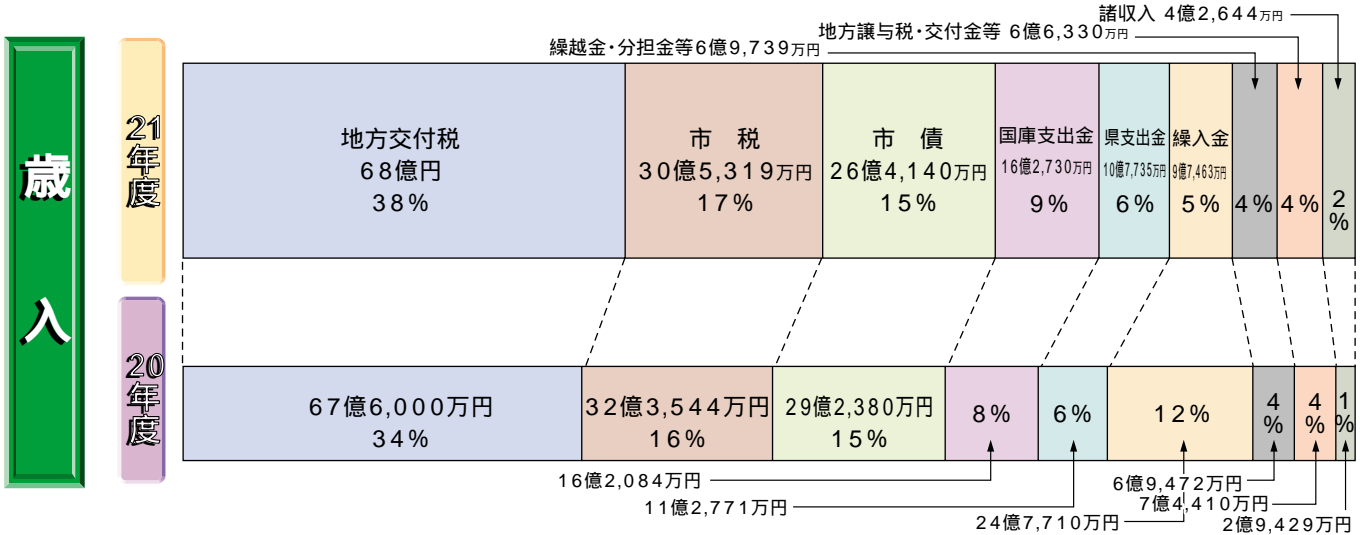 歳入
21年度
諸収入 4億2,644万円
地方譲与税・交付金等 6億6,330万円
繰越金・分担金等6億9,739万円
地方交付税
68億円
38%
市 税
30億5,319万円
17%
市 債
26億4,140万円
15%
国庫支出金
16億2,730万円
9%
県支出金
10億7,735万円
6%
繰入金
9億7,463万円
5%
4%
4%
2%
20年度
67億6,000万円
34%
32億3,544万円
16%
29億2,380万円
15%
8%
6%
12%
4%
4%
1%
16億2,084万円
11億2,771万円
24億7,710万円
6億9,472万円
7億4,410万円
2億9,429万円